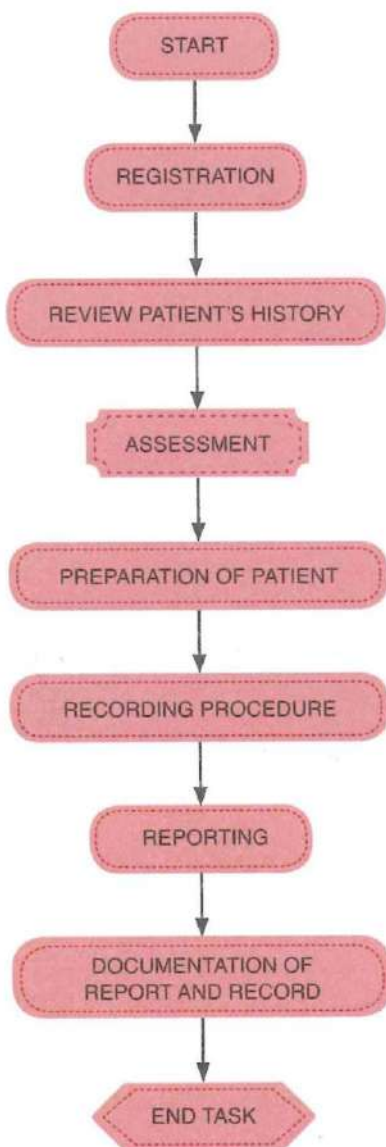 START
REGISTRATION
REVIEW PATIENT'S HISTORY
ASSESSMENT
PREPARATION OF PATIENT
RECORDING PROCEDURE
REPORTING
DOCUMENTATION OF
REPORT AND RECORD
END TASK